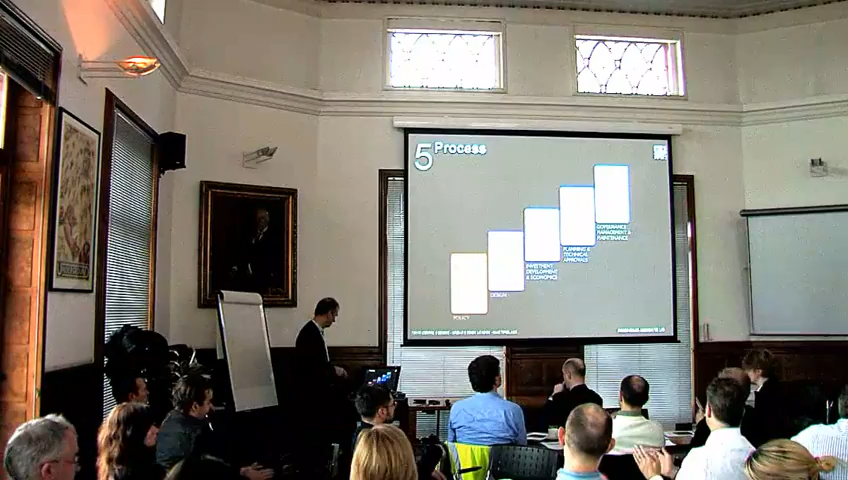 5 Process
GOVERNANCE
MANAGEMENT &
MAINTENANCE
PLANNING &
TECHNICAL
APPROVALS
INVESTMENT
DEVELOPMENT
& ECONOMICS
DESIGN
POLICY